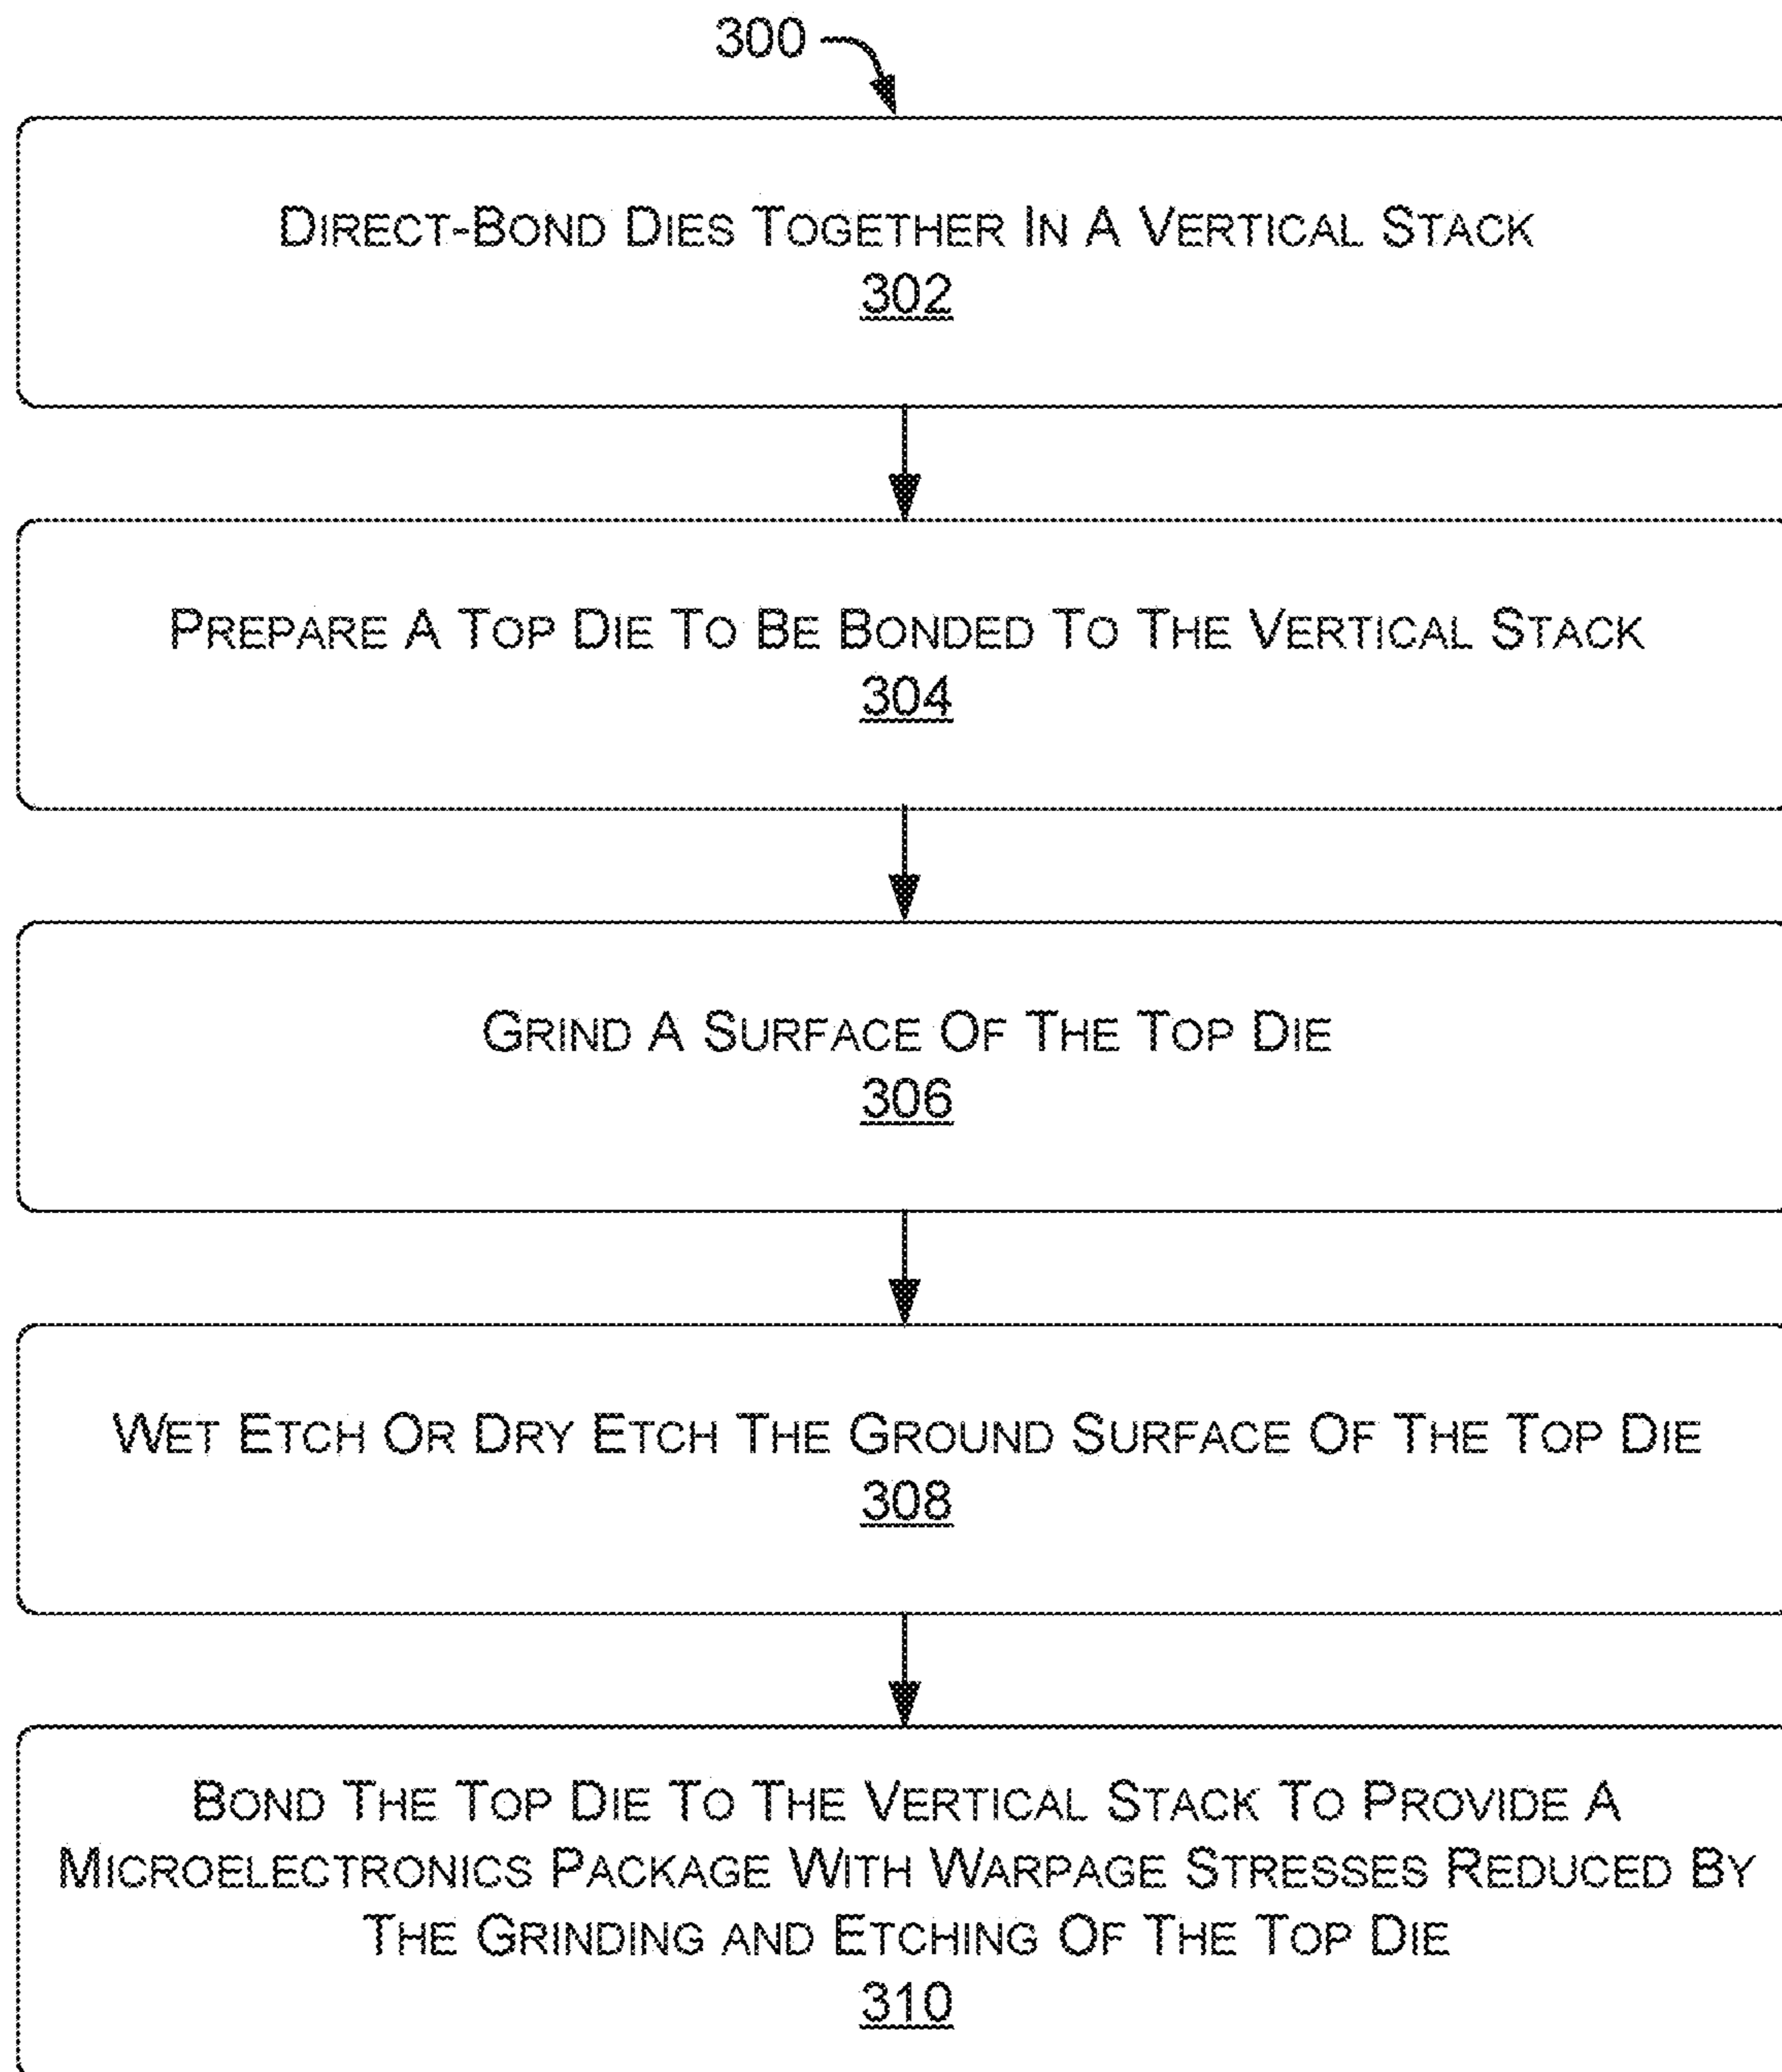 300
DIRECT-BOND DIES TOGETHER IN A VERTICAL STACK
302
PREPARE A TOP DIE TO BE BONDED TO THE VERTICAL STACK
304
GRIND A SURFACE OF THE TOP DIE
306
WET ETCH OR DRY ETCH THE GROUND SURFACE OF THE TOP DIE
308
BOND THE TOP DIE TO THE VERTICAL STACK TO PROVIDE A
MICROELECTRONICS PACKAGE WITH WARPAGE STRESSES REDUCED BY
THE GRINDING AND ETCHING OF THE TOP DIE
310